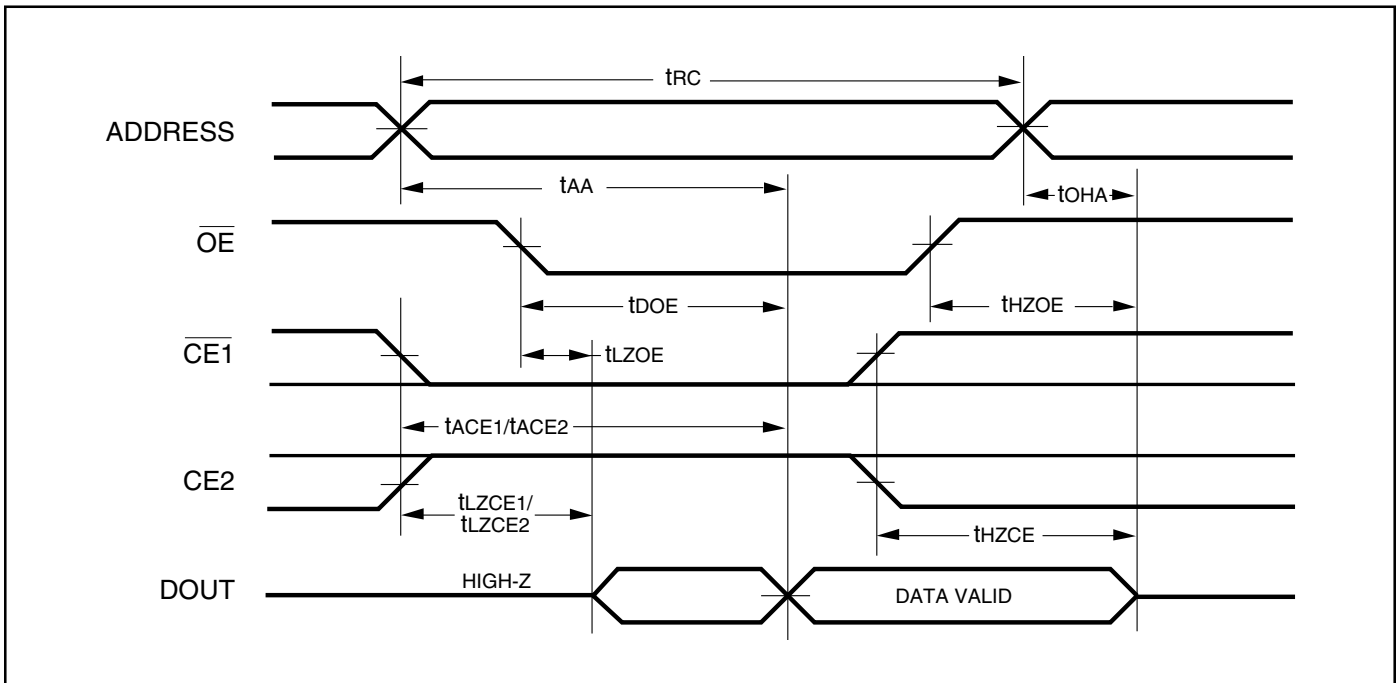 tRC
ADDRESS
tAA
tOHA
OE
tDOE
tHZOE
CE1
tLZOE
tACE1/tACE2
CE2
tLZCE1/
tLZCE2
tHZCE
DOUT
HIGH-Z
DATA VALID